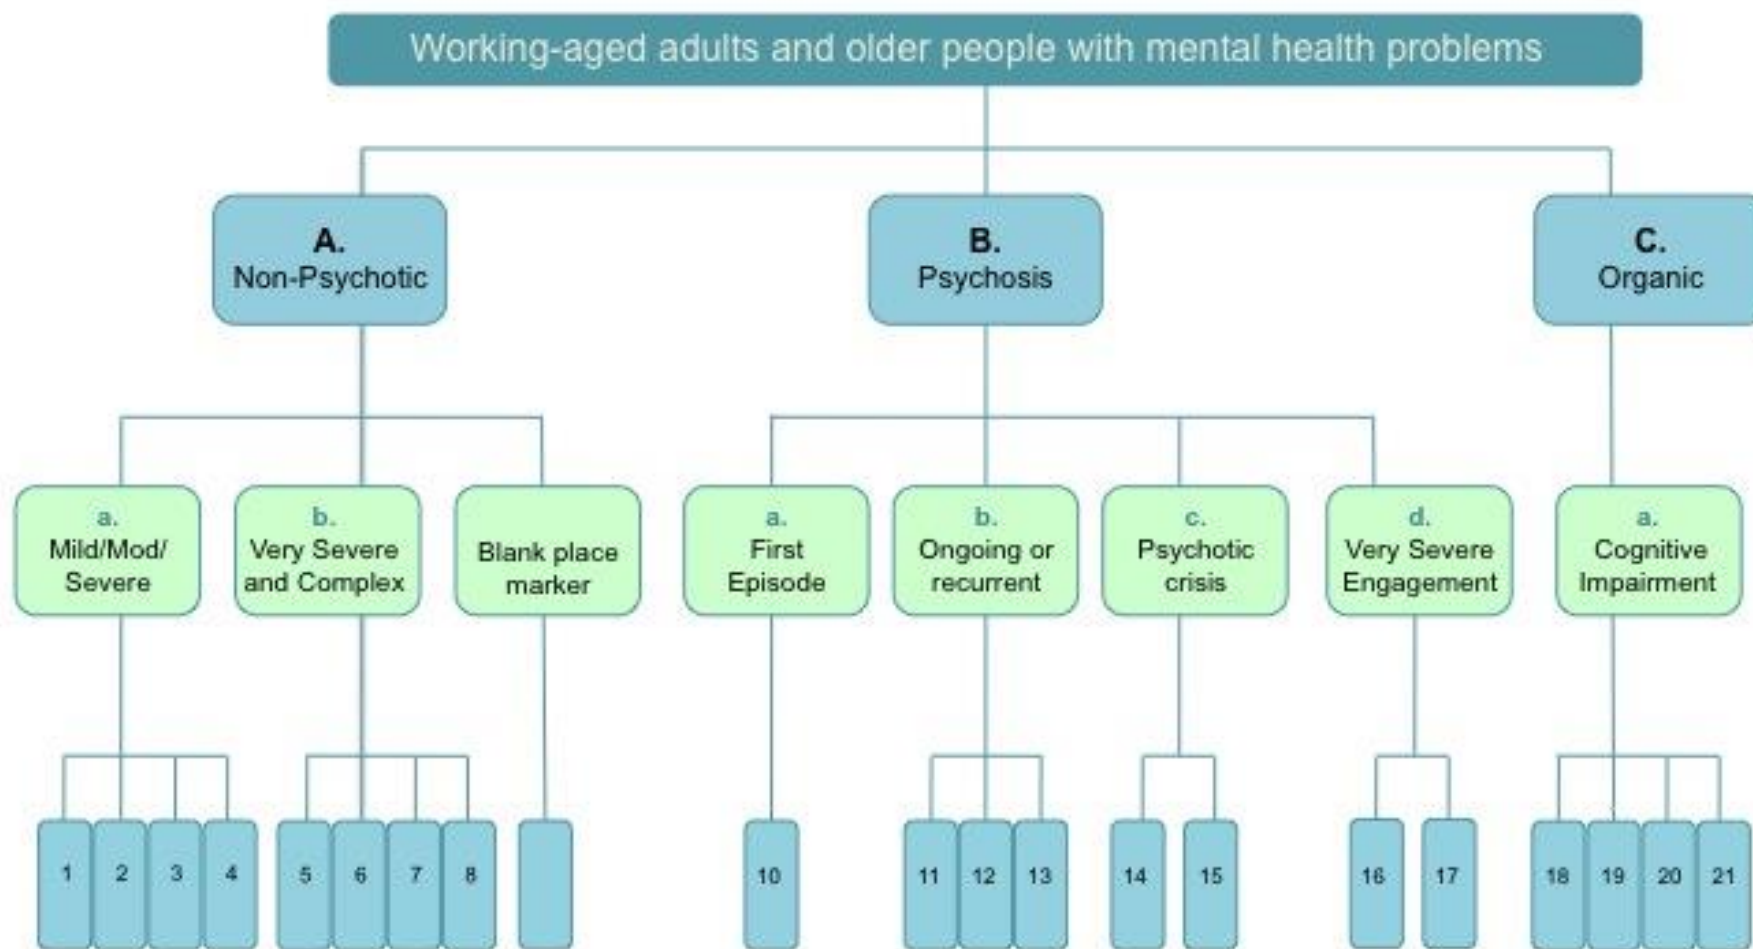 Working-aged adults and older people with mental health problems
A.
Non-Psychotic
B.
Psychosis
C.
Organic
a.
Mild/Mod/
Severe
b.
Very Severe
and Complex
Blank place
marker
a.
First
Episode
b.
Ongoing or
recurrent
c.
Psychotic
crisis
d.
Very Severe
Engagement
a.
Cognitive
Impairment
1
2
3
4
5
6
7
8
10
11
12
13
14
15
16
17
18
19
20
21